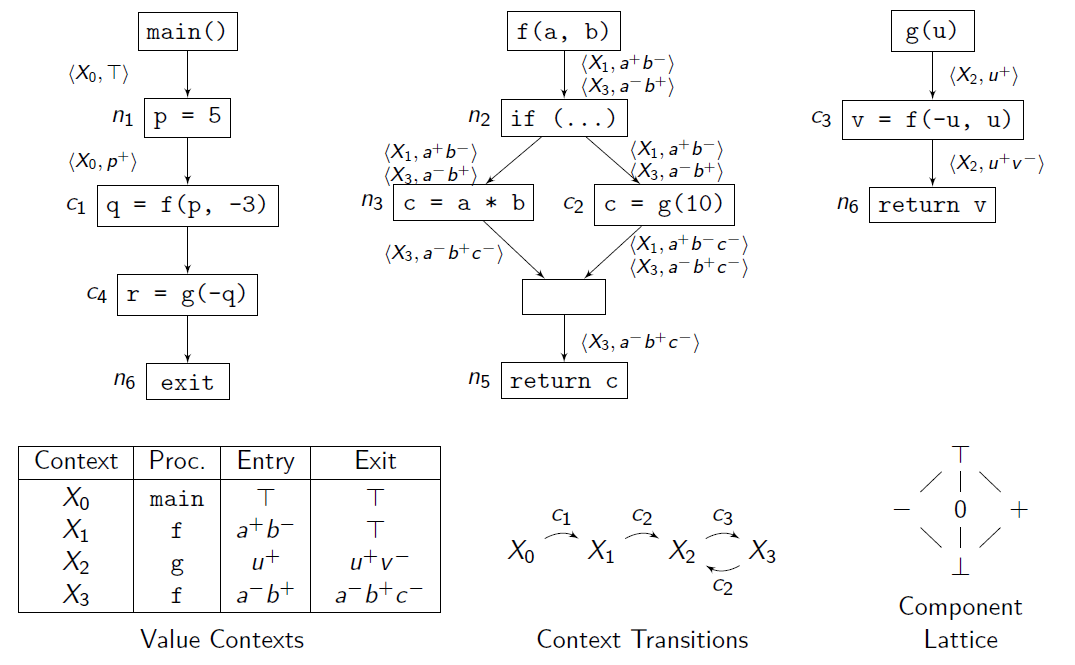 main()
⟨X₀, ⊤⟩
n₁ p = 5
⟨X₀, p⁺⟩
c₁ q = f(p, -3)
c₄ r = g(-q)
n₆ exit
f(a, b)
⟨X₁, a⁺b⁻⟩
⟨X₃, a⁻b⁺⟩
n₂ if (...)
⟨X₁, a⁺b⁻⟩
⟨X₃, a⁻b⁺⟩
⟨X₁, a⁺b⁻⟩
⟨X₃, a⁻b⁺⟩
n₃ c = a * b
c₂ c = g(10)
⟨X₃, a⁻b⁺c⁻⟩
⟨X₁, a⁺b⁻c⁻⟩
⟨X₃, a⁻b⁺c⁻⟩
⟨X₃, a⁻b⁺c⁻⟩
n₅ return c
g(u)
⟨X₂, u⁺⟩
c₃ v = f(-u, u)
⟨X₂, u⁺v⁻⟩
n₆ return v
Context Proc. Entry Exit
X₀ main ⊤ ⊤
X₁ f a⁺b⁻ ⊤
X₂ g u⁺ u⁺v⁻
X₃ f a⁻b⁺ a⁻b⁺c⁻
Value Contexts
c₁ c₂ c₃
X₀ X₁ X₂ X₃
c₂
Context Transitions
⊤
− 0 +
⊥
Component
Lattice